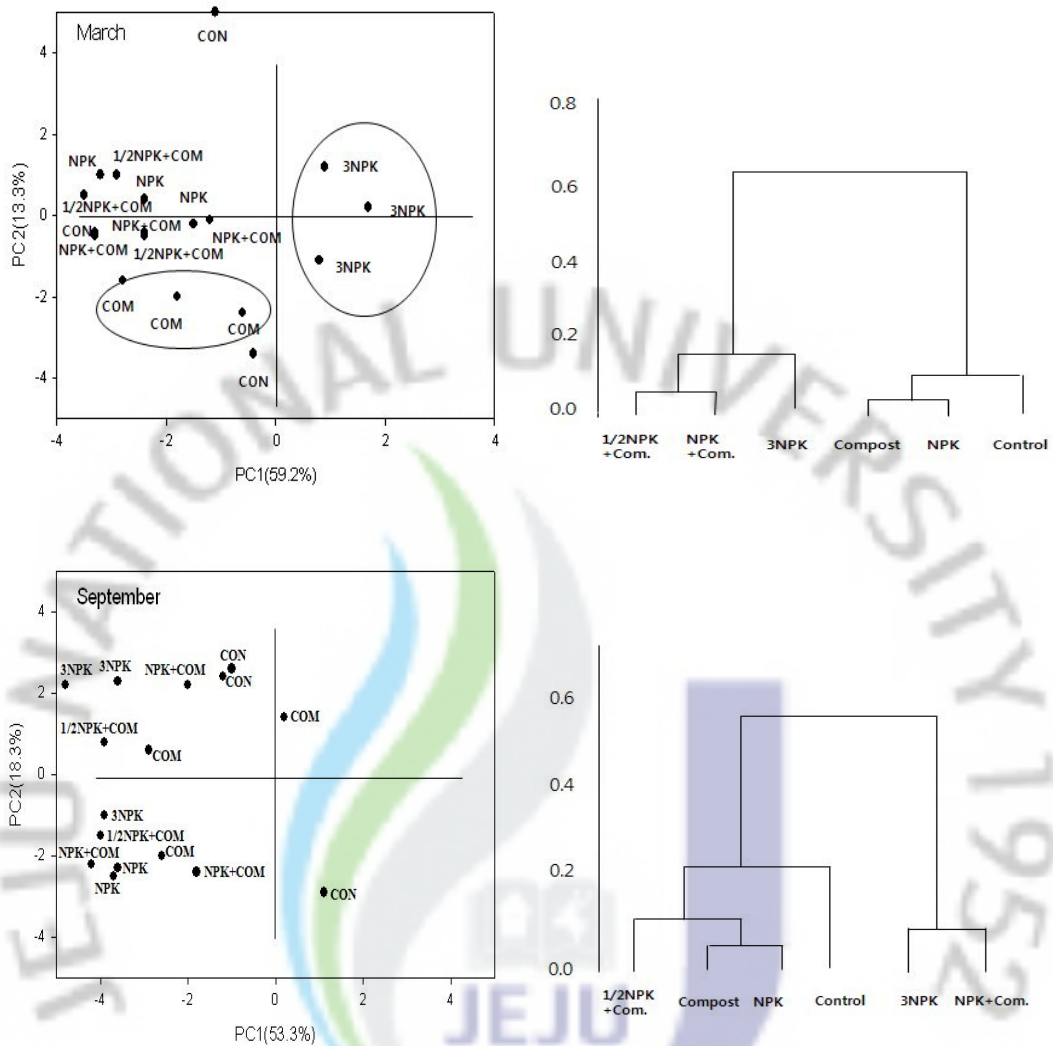 March
CON
4
2
0
-2
-4
PC2(13.3%)
NPK
1/2NPK+COM
NPK
NPK
1/2NPK+COM
CON
NPK+COM
NPK+COM
NPK+COM
1/2NPK+COM
3NPK
3NPK
3NPK
COM
COM
COM
CON
-4
-2
0
2
4
PC1(59.2%)
0.8
0.6
0.4
0.2
0.0
1/2NPK
+Com.
NPK
+Com.
3NPK
Compost
NPK
Control
September
4
2
0
-2
-4
PC2(18.3%)
3NPK
3NPK
NPK+COM
CON
CON
COM
1/2NPK+COM
COM
3NPK
1/2NPK+COM
NPK+COM
COM
NPK
NPK
NPK+COM
CON
-4
-2
0
2
4
PC1(53.3%)
0.6
0.4
0.2
0.0
1/2NPK
+Com.
Compost
NPK
Control
3NPK
NPK+Com.
JEJU NATIONAL UNIVERSITY 1952
JEJU